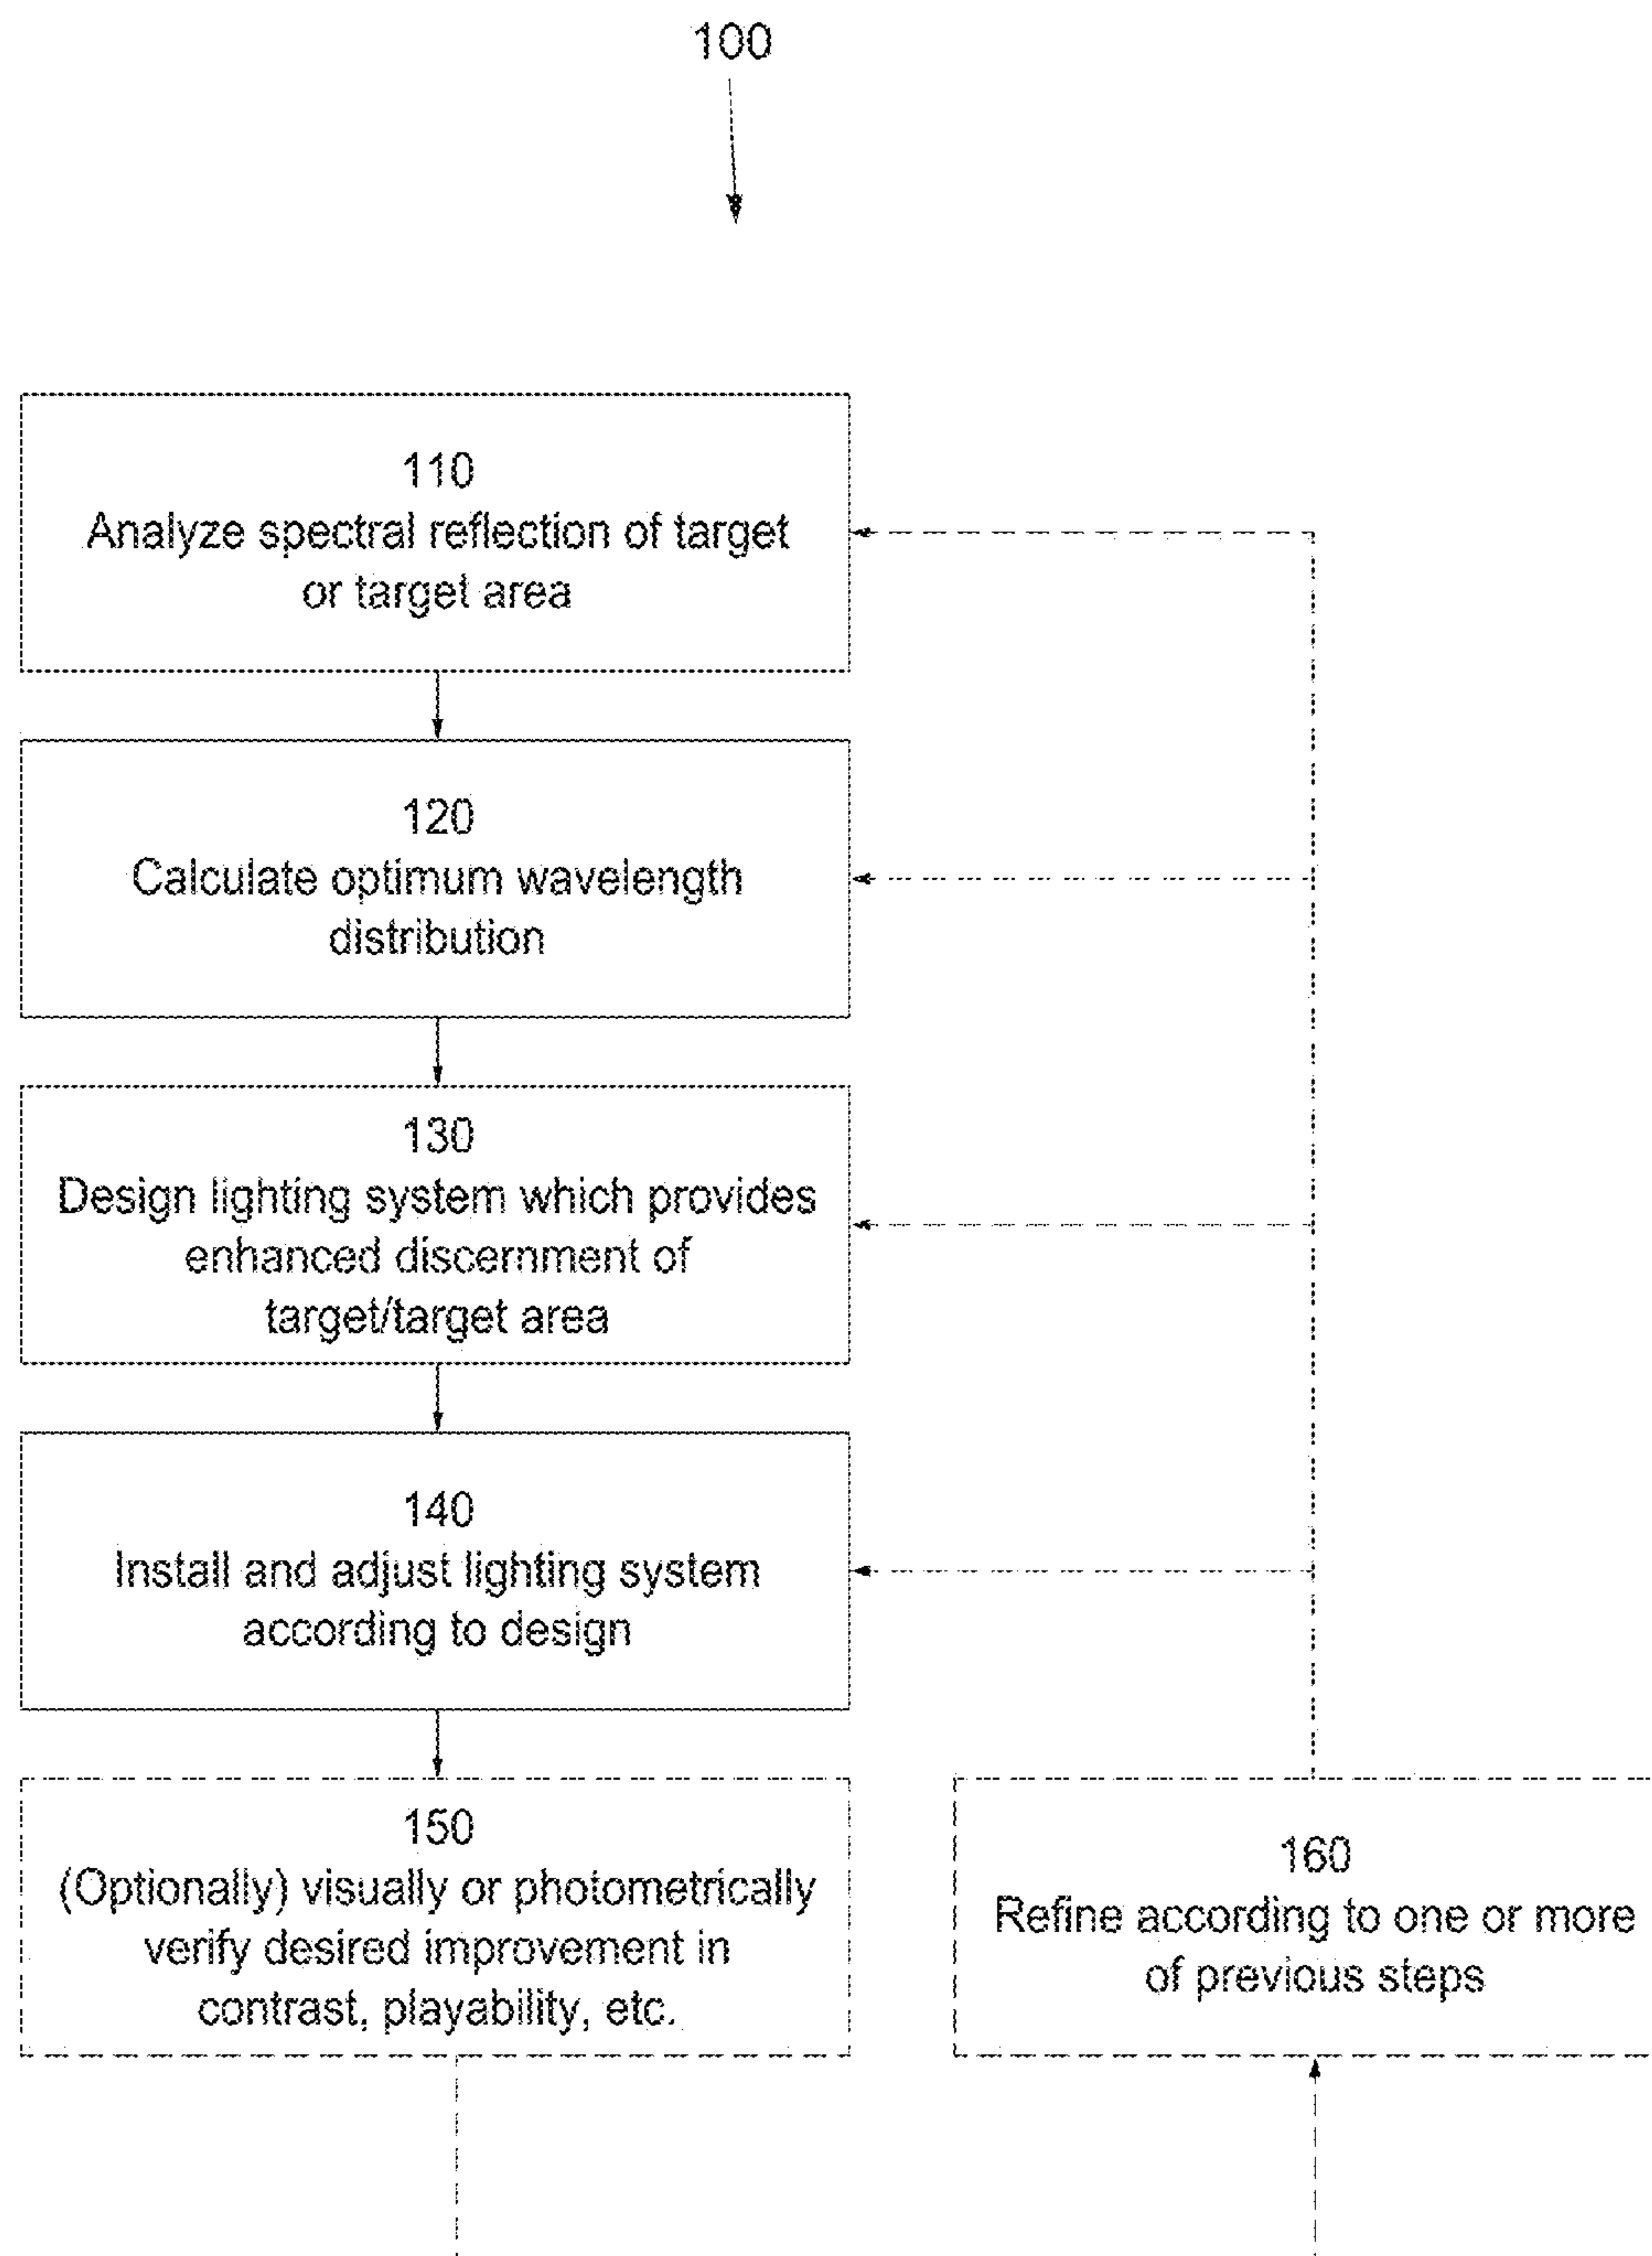 100
110
Analyze spectral reflection of target
or target area
120
Calculate optimum wavelength
distribution
130
Design lighting system which provides
enhanced discernment of
target/target area
140
Install and adjust lighting system
according to design
150
(Optionally) visually or photometrically
verify desired improvement in
contrast, playability, etc.
160
Refine according to one or more
of previous steps